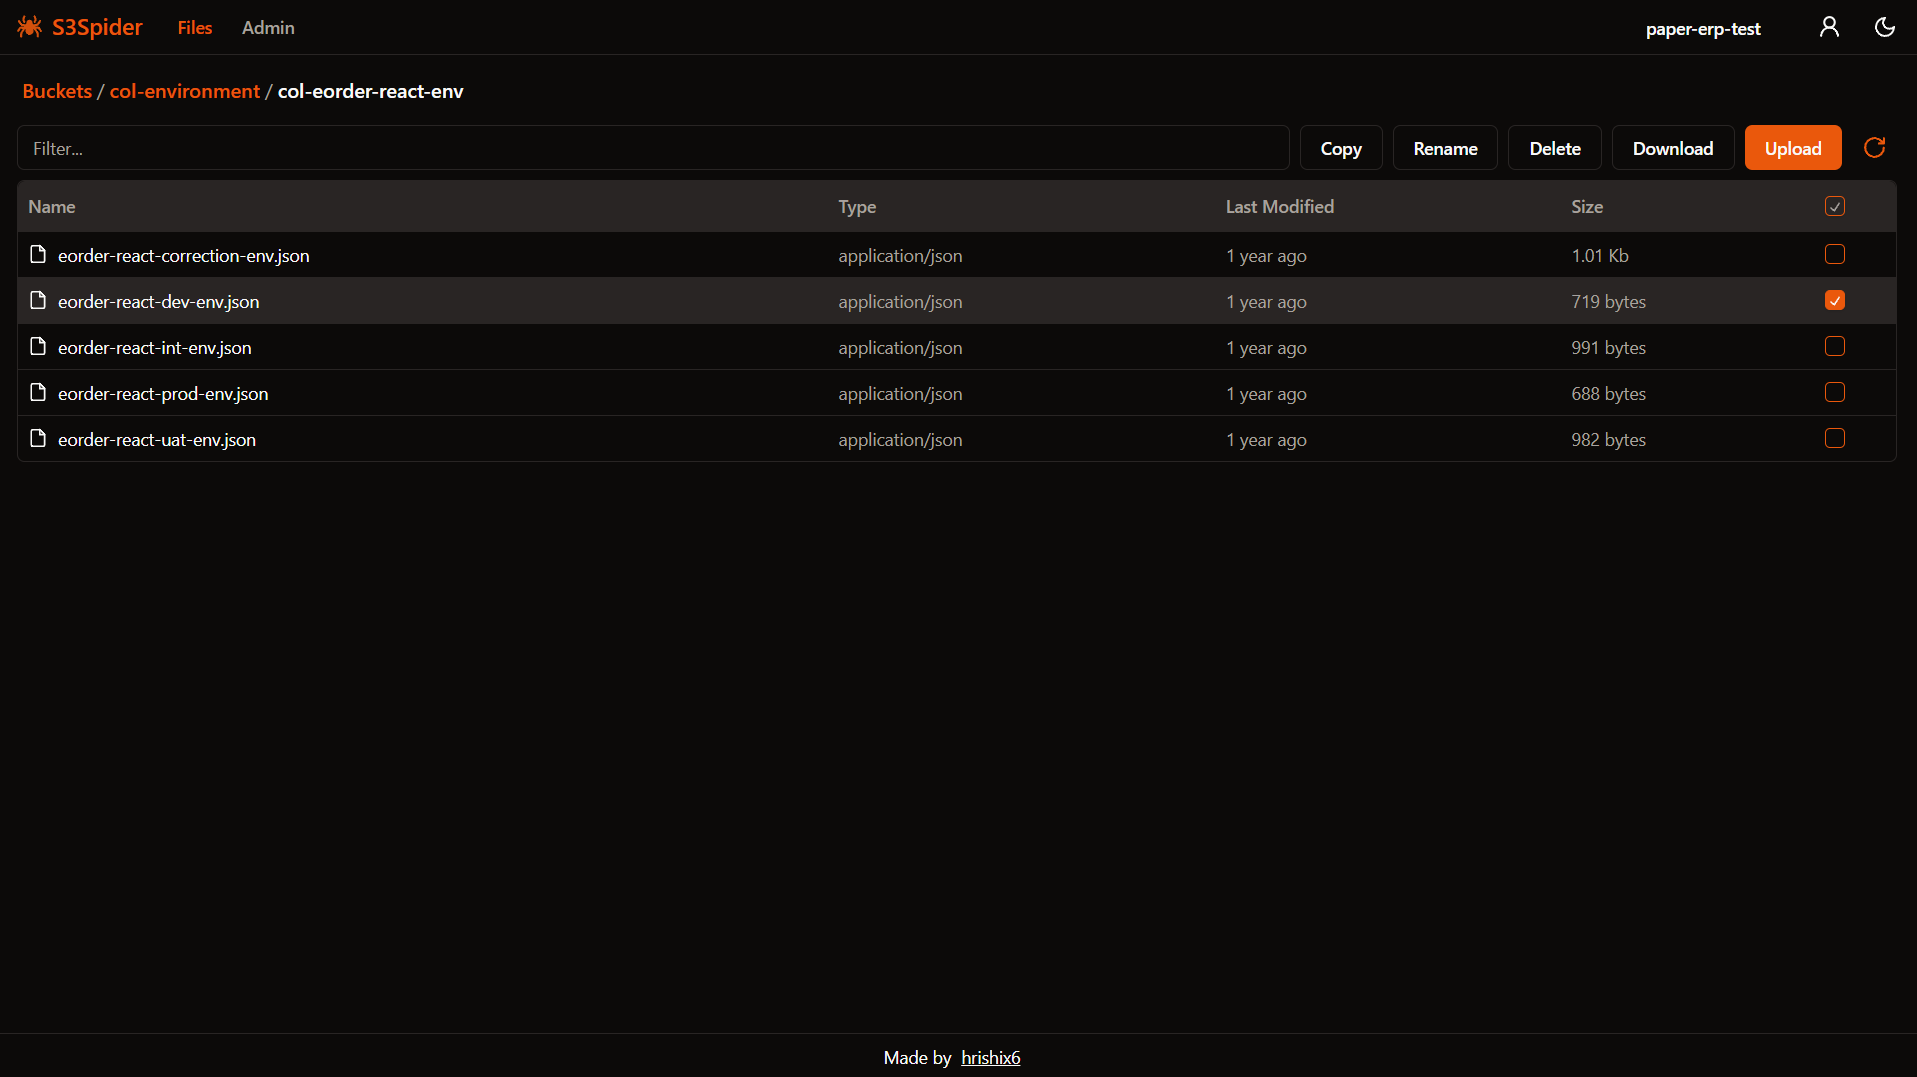 S3Spider Files Admin paper-erp-test
Buckets / col-environment / col-eorder-react-env
Filter... Copy Rename Delete Download Upload
Name Type Last Modified Size
eorder-react-correction-env.json application/json 1 year ago 1.01 Kb
eorder-react-dev-env.json application/json 1 year ago 719 bytes
eorder-react-int-env.json application/json 1 year ago 991 bytes
eorder-react-prod-env.json application/json 1 year ago 688 bytes
eorder-react-uat-env.json application/json 1 year ago 982 bytes
Made by hrishix6